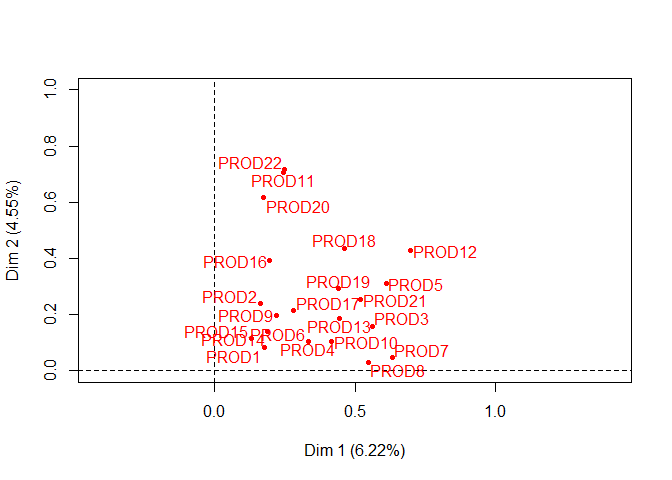 1.0
0.8
0.6
0.4
0.2
0.0
Dim 2 (4.55%)
PROD22
PROD11
PROD20
PROD18
PROD12
PROD16
PROD19
PROD5
PROD2
PROD17
PROD21
PROD9
PROD3
PROD15
PROD6
PROD13
PROD14
PROD10
PROD4
PROD7
PROD1
PROD8
0.0 0.5 1.0
Dim 1 (6.22%)